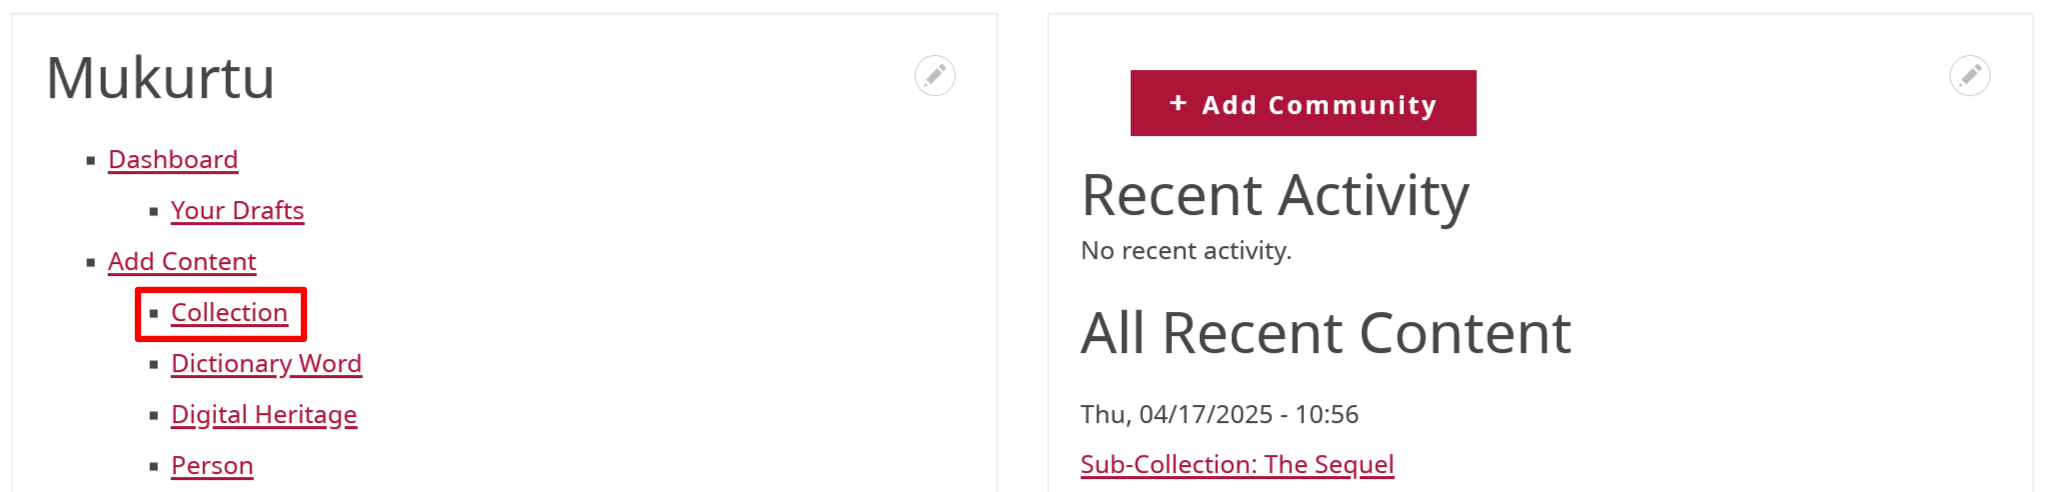 Mukurtu
Dashboard
Your Drafts
Add Content
Collection
Dictionary Word
Digital Heritage
Person
+ Add Community
Recent Activity
No recent activity.
All Recent Content
Thu, 04/17/2025 - 10:56
Sub-Collection: The Sequel